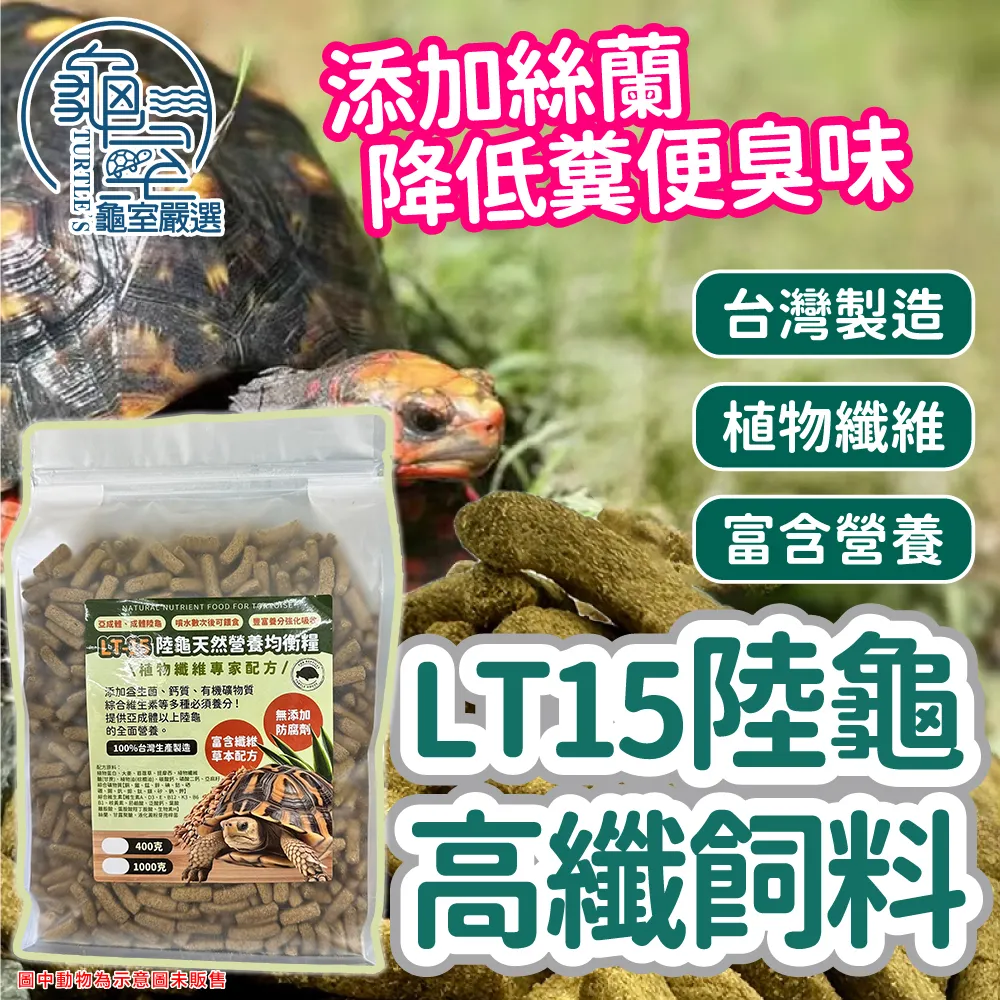 龜室
TURTLE'S
龜室嚴選
添加絲蘭
降低糞便臭味
台灣製造
植物纖維
富含營養
LT15陸龜
高纖飼料
NATURAL NUTRIENT FOOD FOR TORTOISE
亞成體、成體陸龜 噴水數次後可餵食 豐富養分強化吸收
LT-15 陸龜天然營養均衡糧
\植物纖維專家配方/
添加益生菌、鈣質、有機礦物質
綜合維生素等多種必須養分！
提供亞成體以上陸龜
的全面營養。
100%台灣生產製造
無添加
防腐劑
富含纖維
草本配方
配方原料：
400克
1000克
圖中動物為示意圖未販售